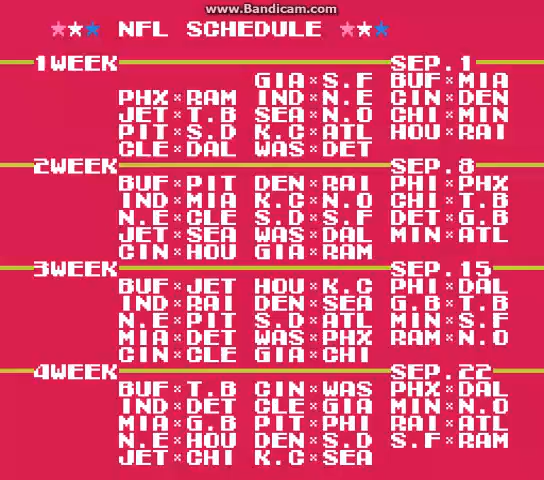 www.Bandicam.com
NFL SCHEDULE
1WEEK SEP.1
GIA×S.F BUF×MIA
PHX×RAM IND×N.E CIN×DEN
JET×T.B SEA×N.O CHI×MIN
PIT×S.D K.C×ATL HOU×RAI
CLE×DAL WAS×DET
2WEEK SEP.8
BUF×PIT DEN×RAI PHI×PHX
IND×MIA K.C×N.O CHI×T.B
N.E×CLE S.D×S.F DET×G.B
JET×SEA WAS×DAL MIN×ATL
CIN×HOU GIA×RAM
3WEEK SEP.15
BUF×JET HOU×K.C PHI×DAL
IND×RAI DEN×SEA G.B×T.B
N.E×PIT S.D×ATL MIN×S.F
MIA×DET WAS×PHX RAM×N.O
CIN×CLE GIA×CHI
4WEEK SEP.22
BUF×T.B CIN×WAS PHX×DAL
IND×DET CLE×GIA MIN×N.O
MIA×G.B PIT×PHI RAI×ATL
N.E×HOU DEN×S.D S.F×RAM
JET×CHI K.C×SEA